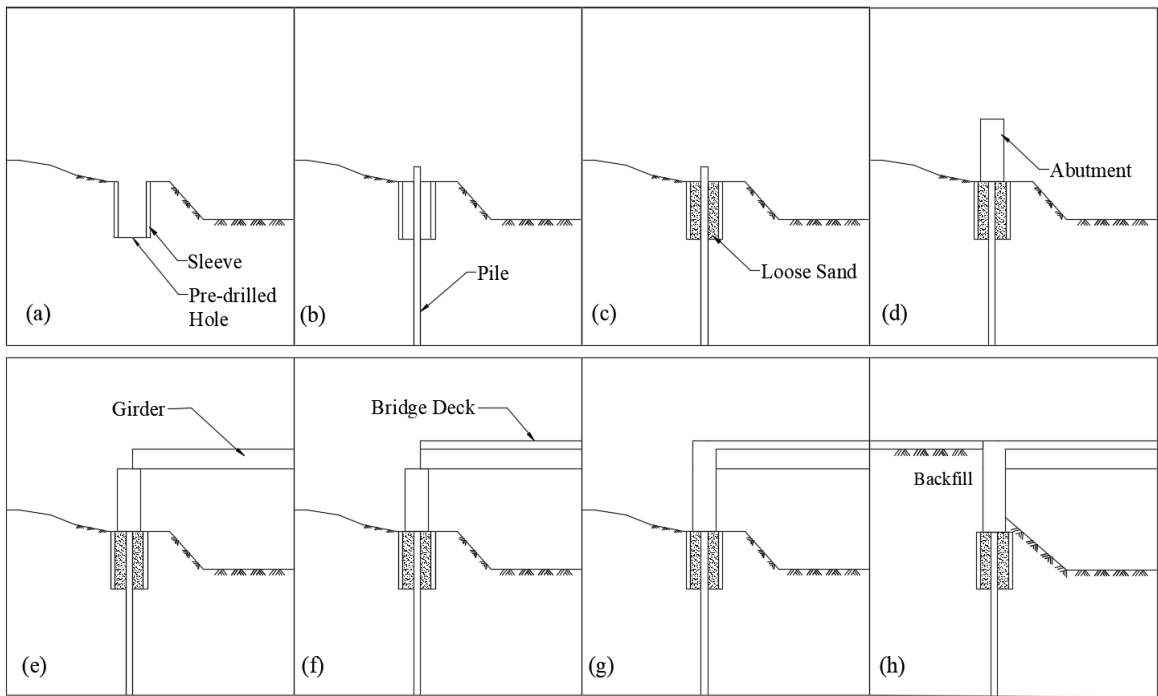 Sleeve
Pre-drilled
Hole
(a)
Pile
(b)
Loose Sand
(c)
Abutment
(d)
Girder
(e)
Bridge Deck
(f)
(g)
Backfill
(h)